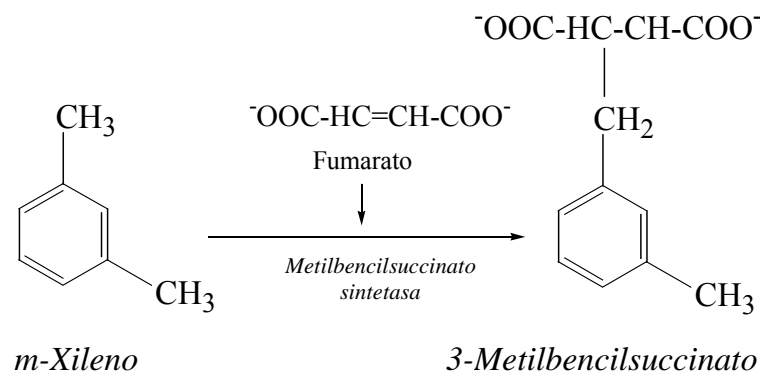 ⁻OOC-HC-CH-COO⁻
CH₃
⁻OOC-HC=CH-COO⁻
CH₂
Fumarato
Metilbencilsuccinato
sintetasa
CH₃
CH₃
m-Xileno
3-Metilbencilsuccinato